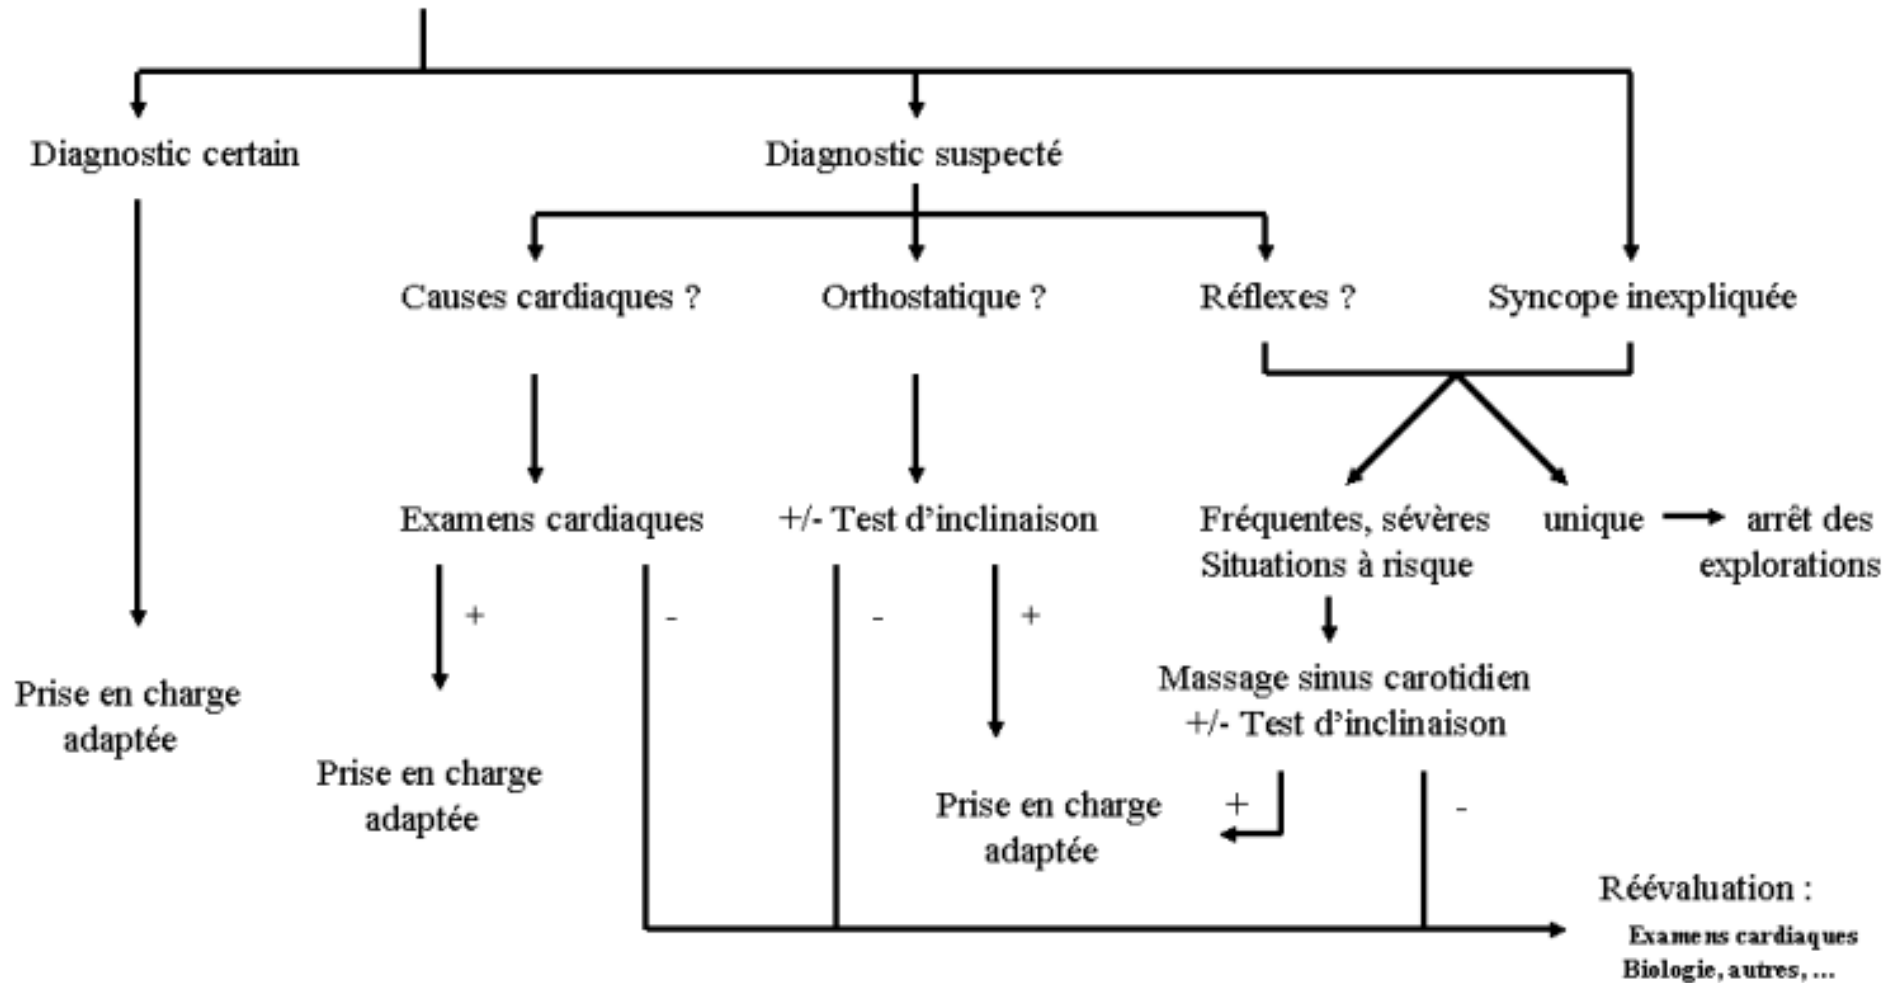 Diagnostic certain
Diagnostic suspecté
Causes cardiaques ?
Orthostatique ?
Réflexes ?
Syncope inexpliquée
Examens cardiaques
+/- Test d’inclinaison
Fréquentes, sévères
Situations à risque
unique
arrêt des
explorations
+
-
-
+
Massage sinus carotidien
+/- Test d’inclinaison
Prise en charge
adaptée
Prise en charge
adaptée
Prise en charge
adaptée
+
-
Réévaluation :
Examens cardiaques
Biologie, autres, ...